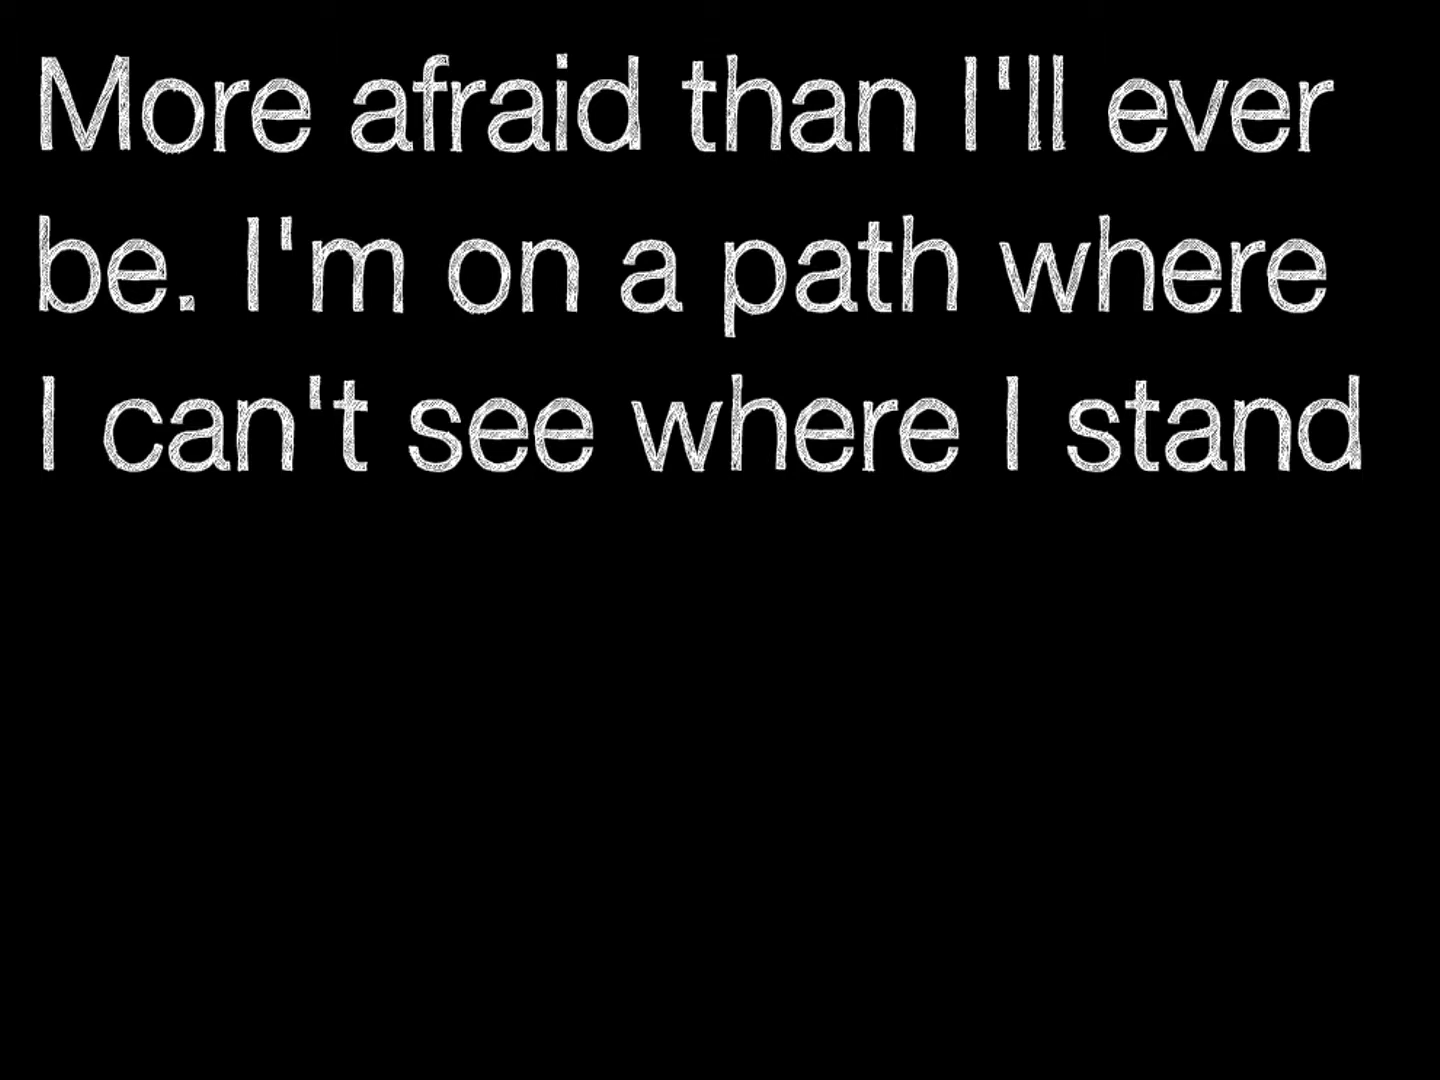 More afraid than I'll ever
be. I'm on a path where
I can't see where I stand